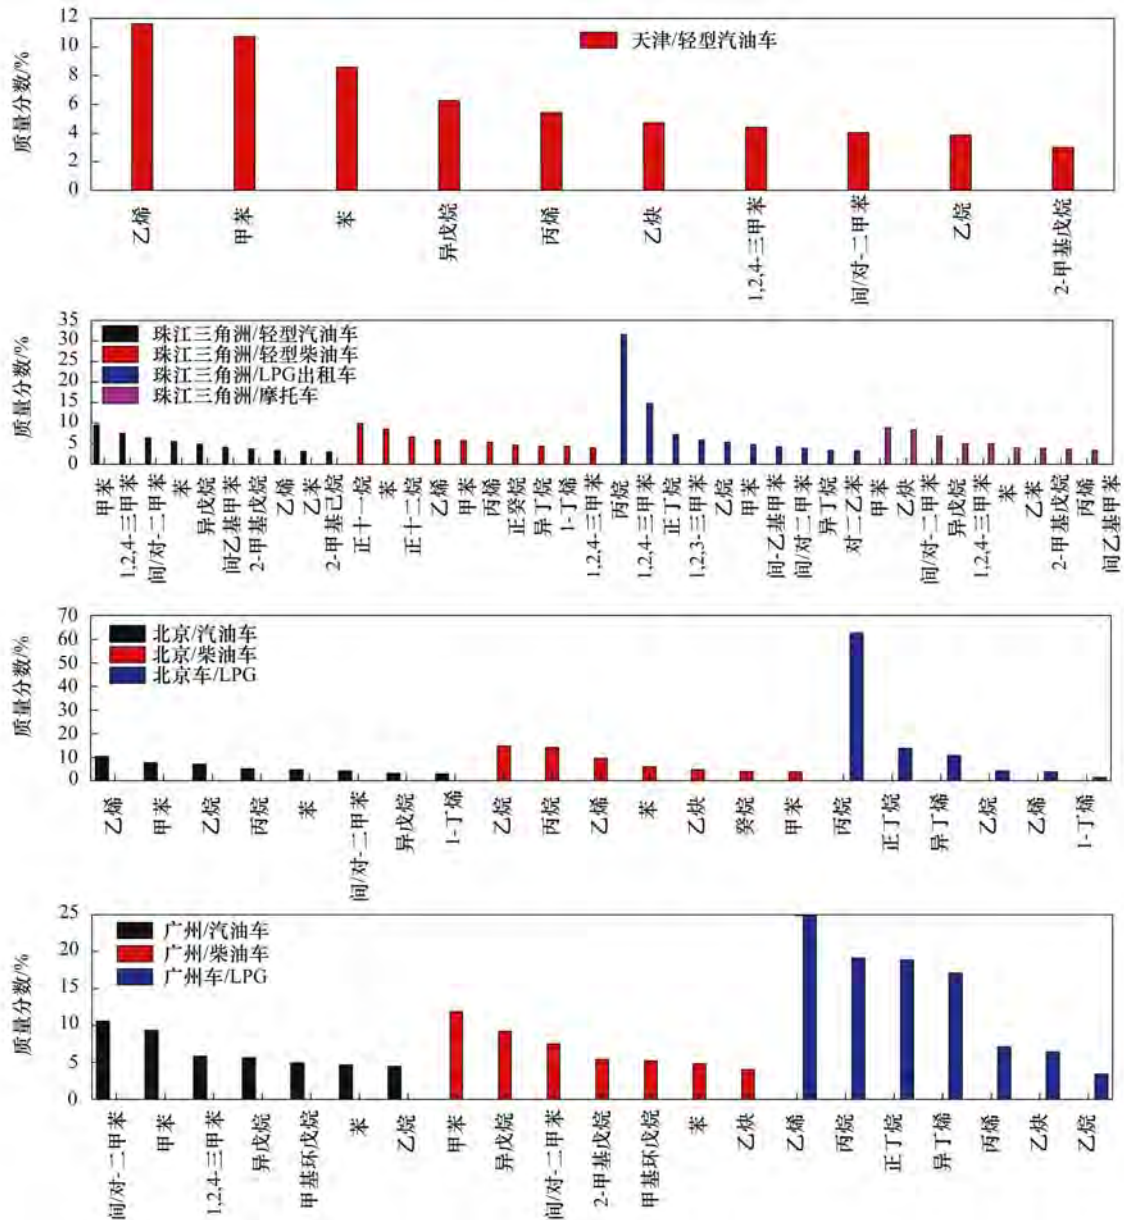 12
10
8
6
4
2
0
质量分数/%
天津/轻型汽油车
乙烯
甲苯
苯
异戊烷
丙烯
乙炔
1,2,4-三甲苯
间/对-二甲苯
乙烷
2-甲基戊烷
35
30
25
20
15
10
5
0
质量分数/%
珠江三角洲/轻型汽油车
珠江三角洲/轻型柴油车
珠江三角洲/LPG出租车
珠江三角洲/摩托车
甲苯
1,2,4-三甲苯
间/对-二甲苯
苯
异戊烷
间乙基甲苯
2-甲基戊烷
乙烯
乙苯
2-甲基己烷
正十一烷
苯
正十二烷
乙烯
甲苯
丙烯
正癸烷
异丁烷
1-丁烯
1,2,4-三甲苯
丙烷
1,2,4-三甲苯
正丁烷
1,2,3-三甲苯
乙烷
甲苯
间-乙基甲苯
间/对二甲苯
异丁烷
对二乙苯
甲苯
乙炔
间/对-二甲苯
异戊烷
1,2,4-三甲苯
苯
乙苯
2-甲基戊烷
丙烯
间乙基甲苯
70
60
50
40
30
20
10
0
质量分数/%
北京/汽油车
北京/柴油车
北京车/LPG
乙烯
甲苯
乙烷
丙烷
苯
间/对-二甲苯
异戊烷
1-丁烯
乙烷
丙烷
乙烯
苯
乙炔
癸烷
甲苯
丙烷
正丁烷
异丁烯
乙烷
乙烯
1-丁烯
25
20
15
10
5
0
质量分数/%
广州/汽油车
广州/柴油车
广州车/LPG
间/对-二甲苯
甲苯
1,2,4-三甲苯
异戊烷
甲基环戊烷
苯
乙烷
甲苯
异戊烷
间/对-二甲苯
2-甲基戊烷
甲基环戊烷
苯
乙炔
乙烯
丙烷
正丁烷
异丁烯
丙烯
乙炔
乙烷